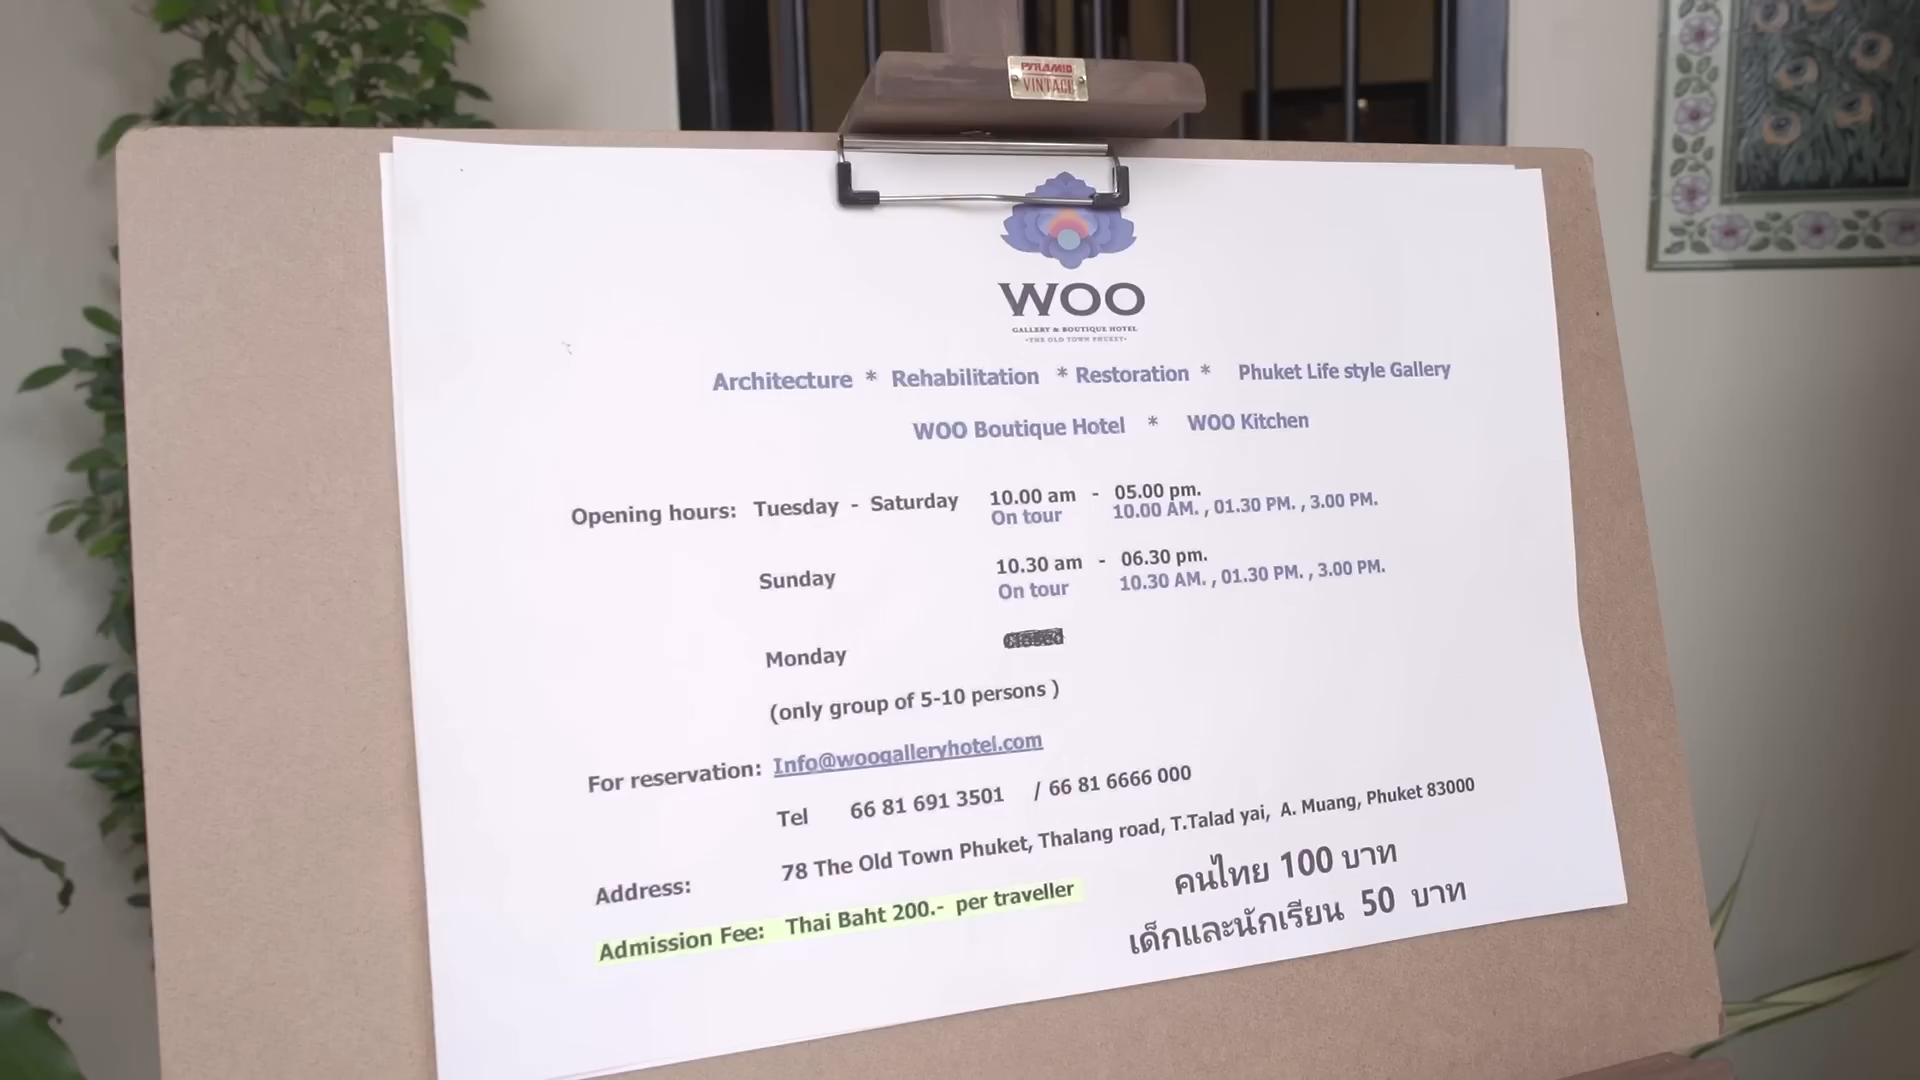 PYRAMID
VINTAGE
WOO
GALLERY & BOUTIQUE HOTEL
•THE OLD TOWN PHUKET•
Architecture * Rehabilitation * Restoration * Phuket Life style Gallery
WOO Boutique Hotel * WOO Kitchen
Opening hours: Tuesday - Saturday 10.00 am - 05.00 pm.
On tour 10.00 AM. , 01.30 PM. , 3.00 PM.
Sunday 10.30 am - 06.30 pm.
On tour 10.30 AM. , 01.30 PM. , 3.00 PM.
Monday Closed
(only group of 5-10 persons )
For reservation: Info@woogalleryhotel.com
Tel 66 81 691 3501 / 66 81 6666 000
Address: 78 The Old Town Phuket, Thalang road, T.Talad yai, A. Muang, Phuket 83000
Admission Fee: Thai Baht 200.- per traveller
คนไทย 100 บาท
เด็กและนักเรียน 50 บาท